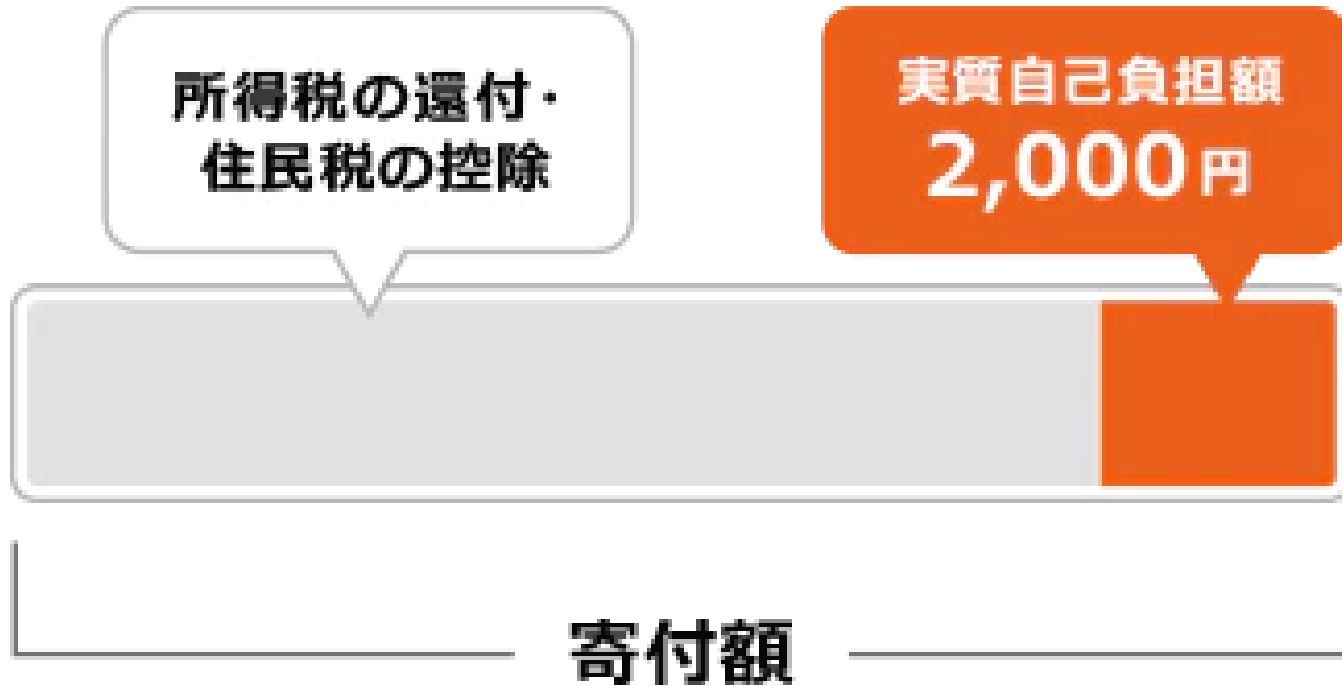 所得税の還付・
住民税の控除
実質自己負担額
2,000円
寄付額